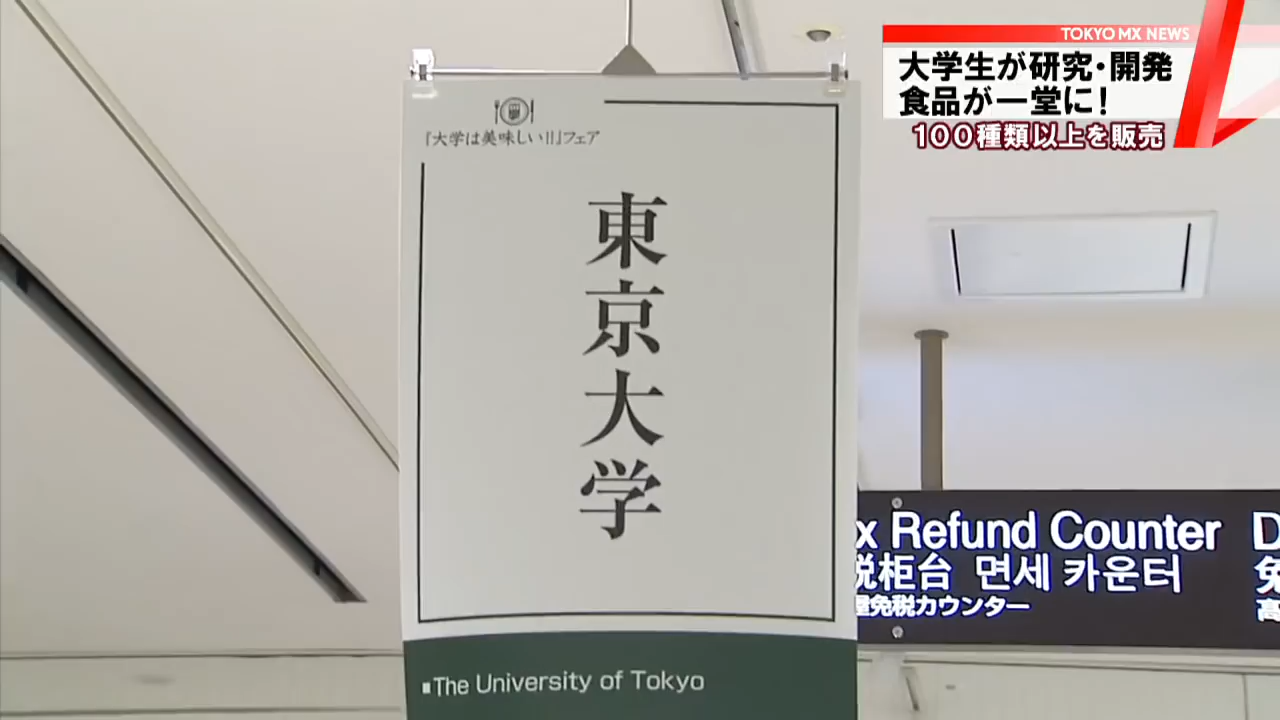 TOKYO MX NEWS
大学生が研究・開発
食品が一堂に!
100種類以上を販売
『大学は美味しい!!』フェア
東京大学
The University of Tokyo
x Refund Counter D
税柜台 면세 카운터 免
免税カウンター 高